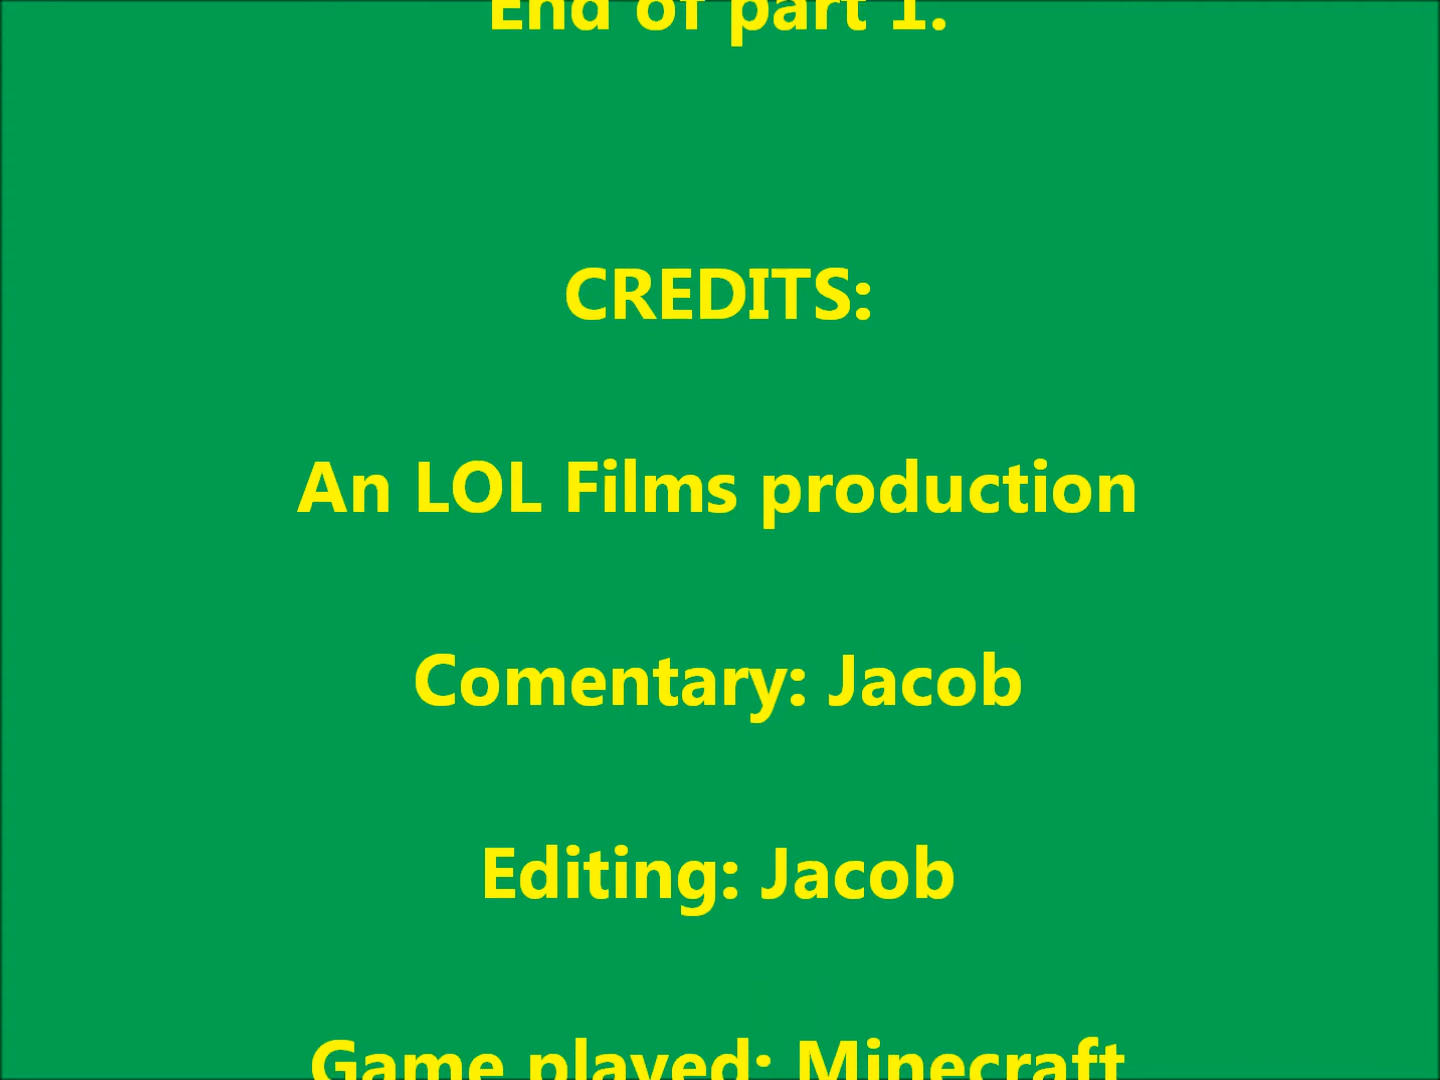 End of part 1.
CREDITS:
An LOL Films production
Comentary: Jacob
Editing: Jacob
Game played: Minecraft